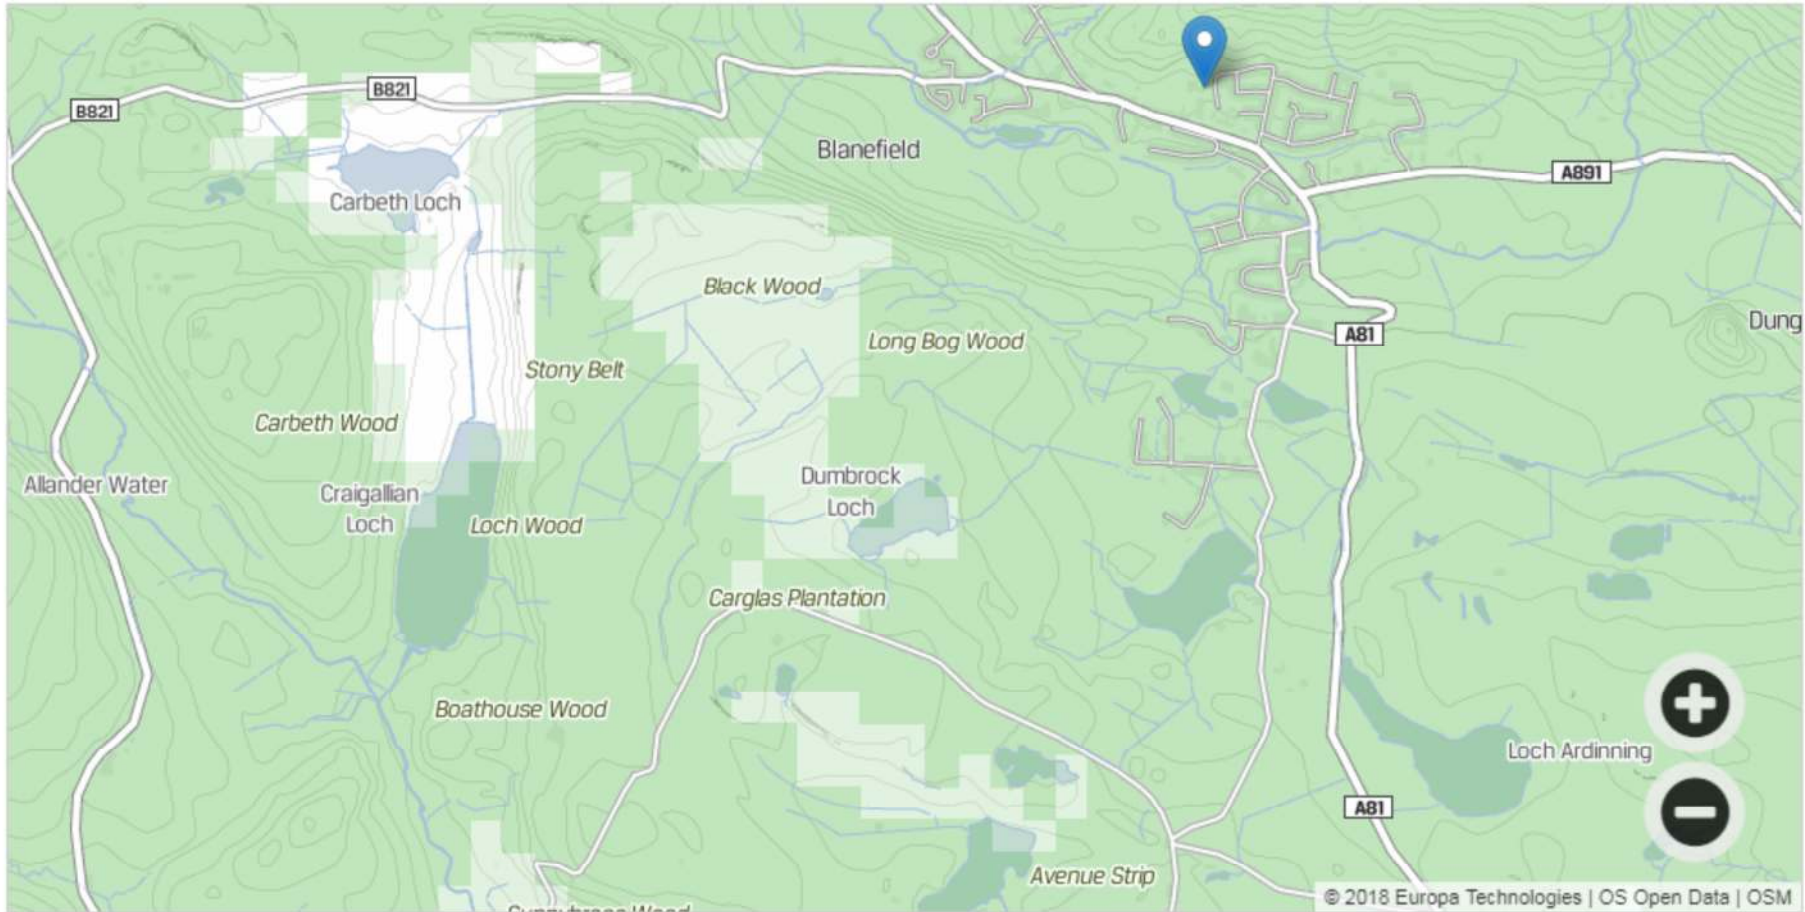 B821
B821
Blanefield
A891
Carbeth Loch
Black Wood
Dung
Long Bog Wood
A81
Stony Belt
Carbeth Wood
Allander Water
Dumbrock
Loch
Craigallian
Loch
Loch Wood
Carglas Plantation
Boathouse Wood
Loch Ardinning
A81
Avenue Strip
© 2018 Europa Technologies | OS Open Data | OSM